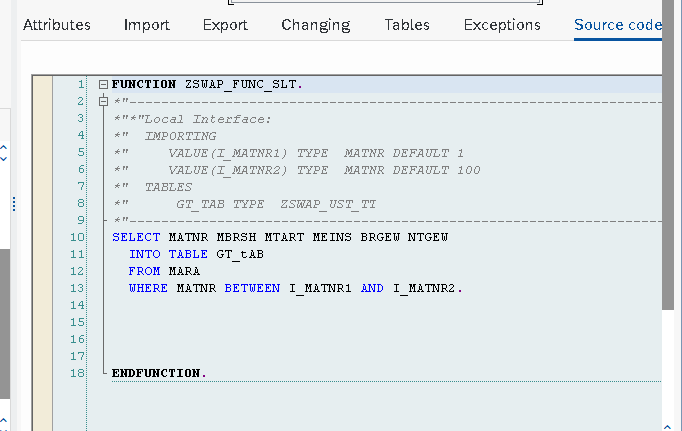 Attributes Import Export Changing Tables Exceptions Source code
1 FUNCTION ZSWAP_FUNC_SLT.
2 *"----------------------------------------------------------------------
3 *"*"Local Interface:
4 *"  IMPORTING
5 *"     VALUE(I_MATNR1) TYPE  MATNR DEFAULT 1
6 *"     VALUE(I_MATNR2) TYPE  MATNR DEFAULT 100
7 *"  TABLES
8 *"      GT_TAB TYPE  ZSWAP_UST_TI
9 *"----------------------------------------------------------------------
10 SELECT MATNR MBRSH MTART MEINS BRGEW NTGEW
11   INTO TABLE GT_tAB
12   FROM MARA
13   WHERE MATNR BETWEEN I_MATNR1 AND I_MATNR2.
14
15
16
17
18 ENDFUNCTION.